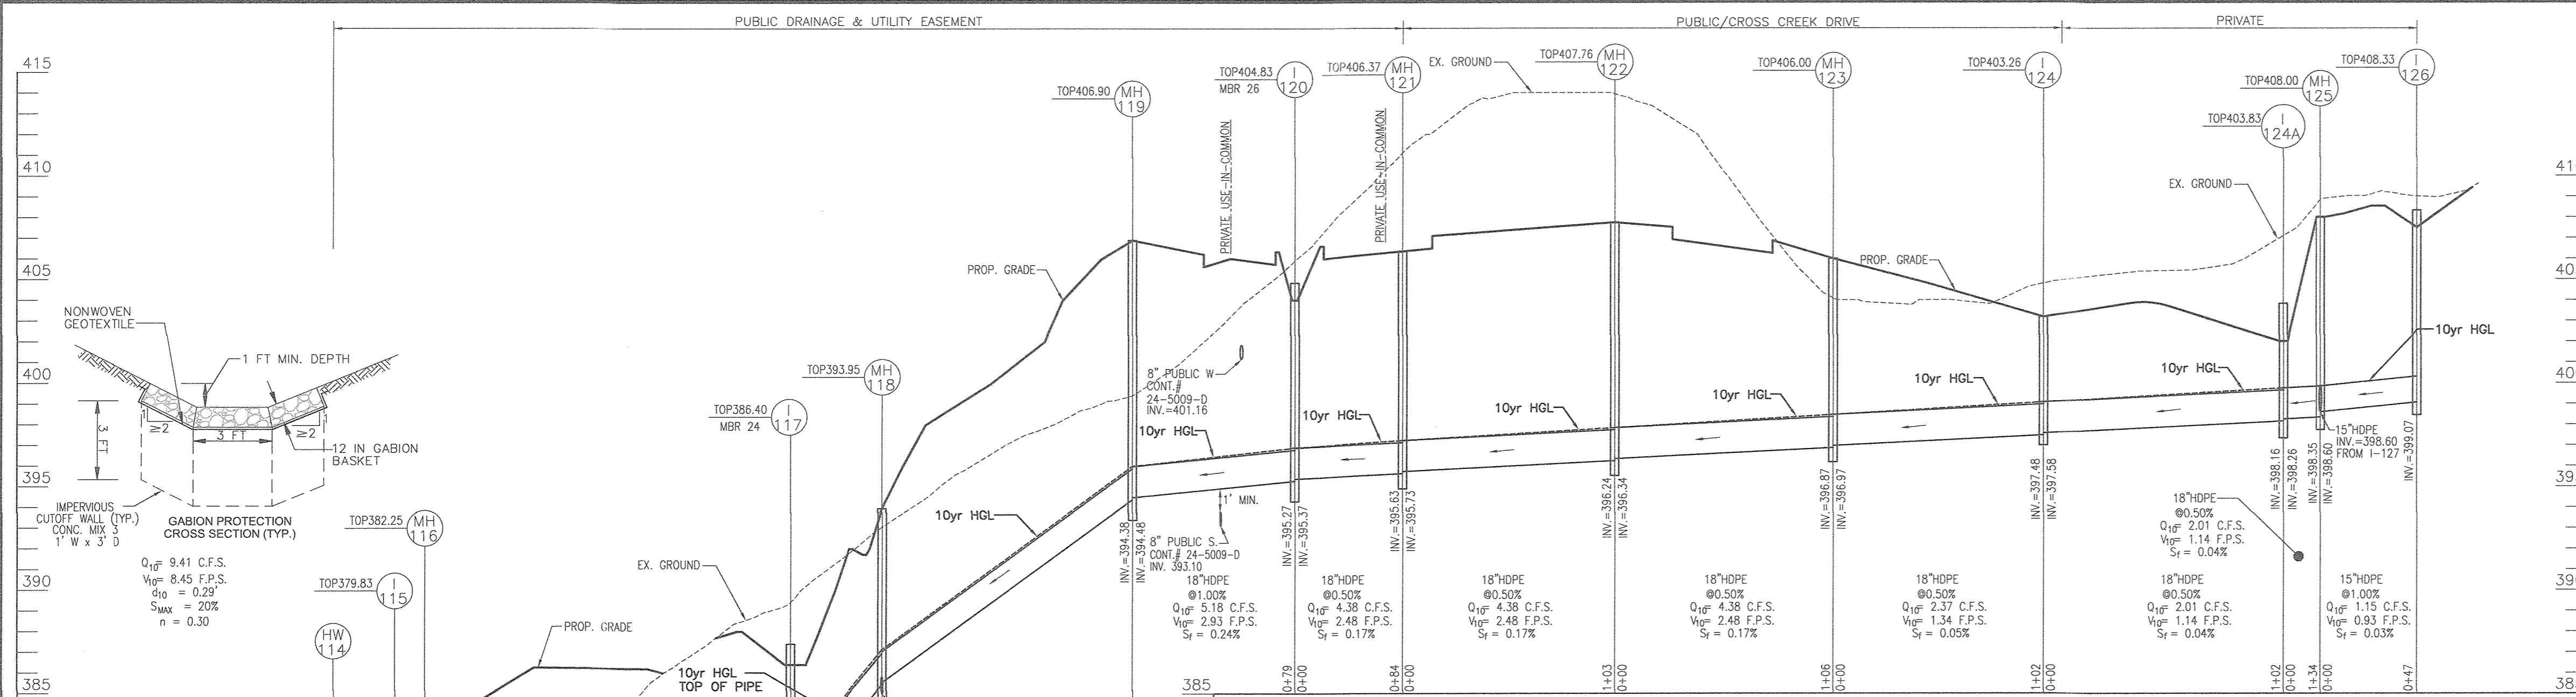 PUBLIC DRAINAGE & UTILITY EASEMENT
PUBLIC/CROSS CREEK DRIVE
PRIVATE
415
410
405
400
395
390
385
NONWOVEN
GEOTEXTILE
1 FT MIN. DEPTH
3 FT
≥2
3 FT
≥2
12 IN GABION
BASKET
IMPERVIOUS
CUTOFF WALL (TYP.)
CONC. MIX 3
1' W x 3' D
GABION PROTECTION
CROSS SECTION (TYP.)
Q10= 9.41 C.F.S.
V10= 8.45 F.P.S.
d10 = 0.29'
SMAX = 20%
n = 0.30
HW
114
TOP379.83
I
115
TOP382.25
MH
116
TOP386.40
MBR 24
I
117
TOP393.95
MH
118
TOP406.90
MH
119
TOP404.83
MBR 26
I
120
TOP406.37
MH
121
TOP407.76
MH
122
TOP406.00
MH
123
TOP403.26
I
124
TOP403.83
I
124A
TOP408.00
MH
125
TOP408.33
I
126
EX. GROUND
EX. GROUND
EX. GROUND
PROP. GRADE
PROP. GRADE
PROP. GRADE
PRIVATE USE-IN-COMMON
PRIVATE USE-IN-COMMON
10yr HGL
TOP OF PIPE
10yr HGL
10yr HGL
10yr HGL
10yr HGL
10yr HGL
10yr HGL
10yr HGL
10yr HGL
8" PUBLIC W
CONT.#
24-5009-D
INV.=401.16
1' MIN.
8" PUBLIC S.
CONT.# 24-5009-D
INV. 393.10
INV.=394.38
INV.=394.48
INV.=395.27
INV.=395.37
INV.=395.63
INV.=395.73
INV.=396.24
INV.=396.34
INV.=396.87
INV.=396.97
INV.=397.48
INV.=397.58
INV.=398.16
INV.=398.26
INV.=398.35
INV.=398.60
INV.=399.07
15"HDPE
INV.=398.60
FROM I-127
18"HDPE
@0.50%
Q10= 2.01 C.F.S.
V10= 1.14 F.P.S.
Sf = 0.04%
18"HDPE
@1.00%
Q10= 5.18 C.F.S.
V10= 2.93 F.P.S.
Sf = 0.24%
18"HDPE
@0.50%
Q10= 4.38 C.F.S.
V10= 2.48 F.P.S.
Sf = 0.17%
18"HDPE
@0.50%
Q10= 4.38 C.F.S.
V10= 2.48 F.P.S.
Sf = 0.17%
18"HDPE
@0.50%
Q10= 4.38 C.F.S.
V10= 2.48 F.P.S.
Sf = 0.17%
18"HDPE
@0.50%
Q10= 2.37 C.F.S.
V10= 1.34 F.P.S.
Sf = 0.05%
18"HDPE
@0.50%
Q10= 2.01 C.F.S.
V10= 1.14 F.P.S.
Sf = 0.04%
15"HDPE
@1.00%
Q10= 1.15 C.F.S.
V10= 0.93 F.P.S.
Sf = 0.03%
385
0+79
0+00
0+84
0+00
1+03
0+00
1+06
0+00
1+02
0+00
1+02
0+00
1+34
0+00
0+47